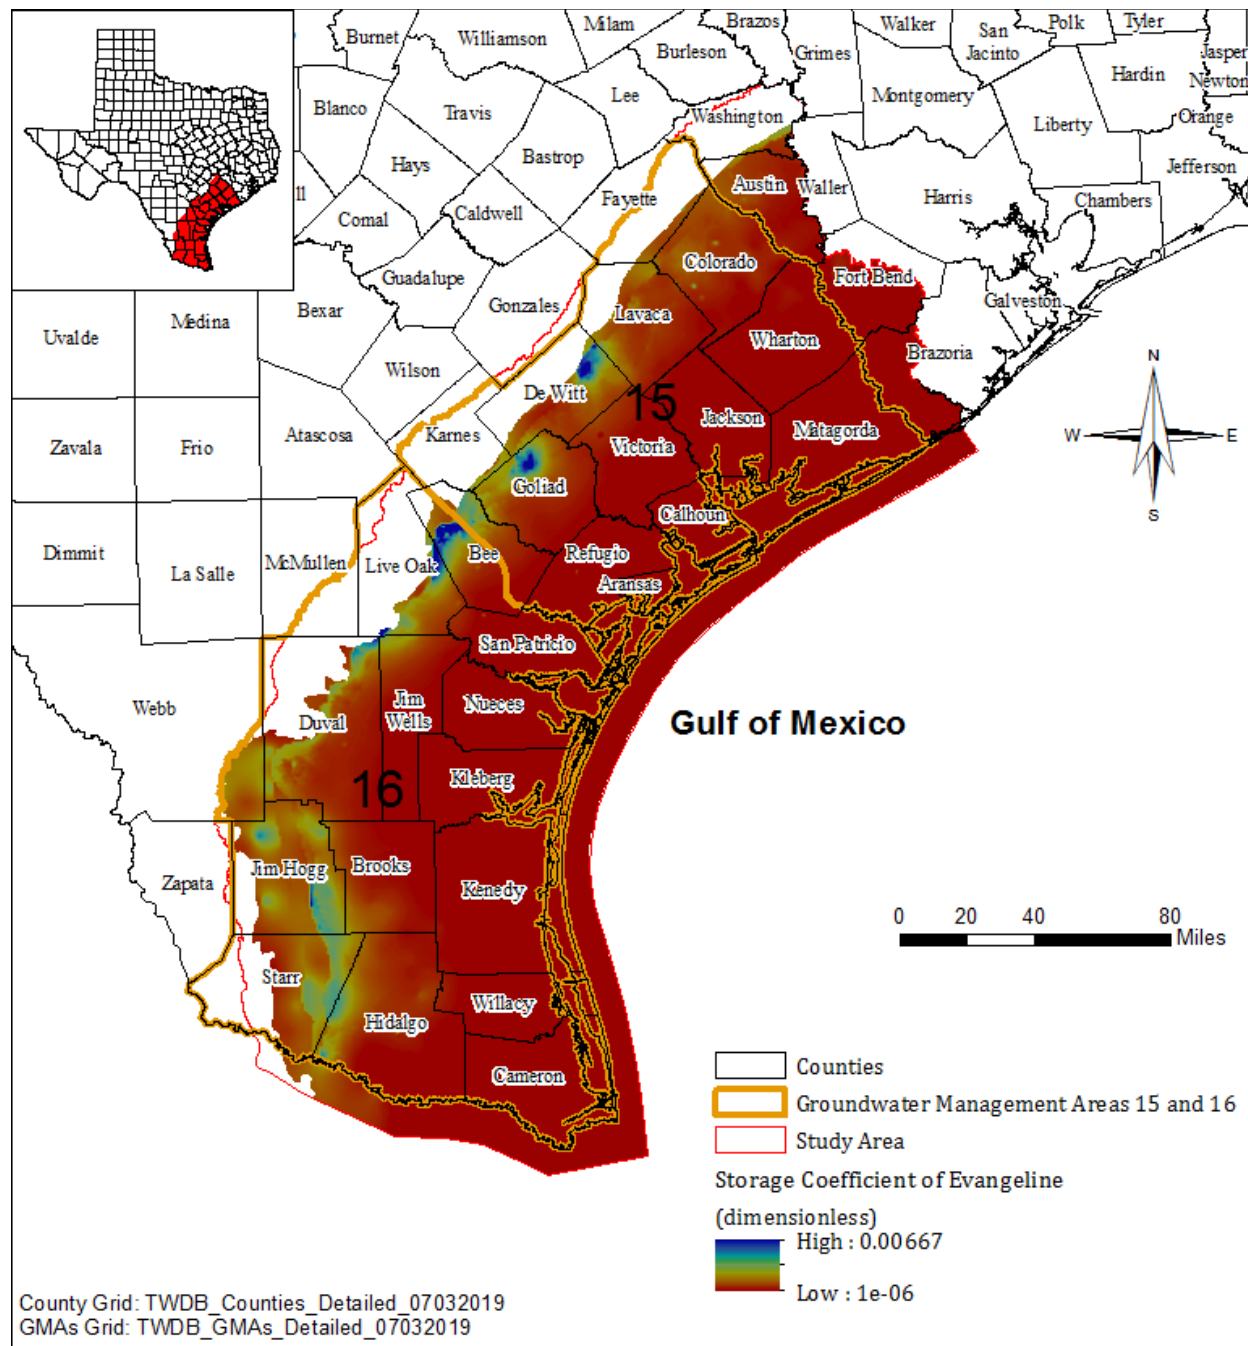 Burnet
Williamson
Milam
Brazos
Walker
San
Jacinto
Polk
Tyler
Burleson
Grimes
Jasper
Hardin
Newton
Blanco
Travis
Lee
Montgomery
Washington
Liberty
Orange
Hays
Bastrop
Jefferson
Fayette
Austin
Waller
Harris
Chambers
ll
Comal
Caldwell
Colorado
Fort Bend
Guadalupe
Galveston
Bexar
Gonzales
Lavaca
Medina
Uvalde
Wharton
Brazoria
Wilson
De Witt
15
Jackson
Matagorda
Atascosa
Karnes
Victoria
Zavala
Frio
Goliad
Calhoun
N
W
E
S
Dimmit
La Salle
McMullen
Live Oak
Bee
Refugio
Aransas
San Patricio
Webb
Duval
Jim
Wells
Nueces
Gulf of Mexico
16
Kleberg
Zapata
Jim Hogg
Brooks
Kenedy
0 20 40 80
Miles
Starr
Hidalgo
Willacy
Cameron
Counties
Groundwater Management Areas 15 and 16
Study Area
Storage Coefficient of Evangeline
(dimensionless)
High : 0.00667
Low : 1e-06
County Grid: TWDB_Counties_Detailed_07032019
GMAs Grid: TWDB_GMAs_Detailed_07032019